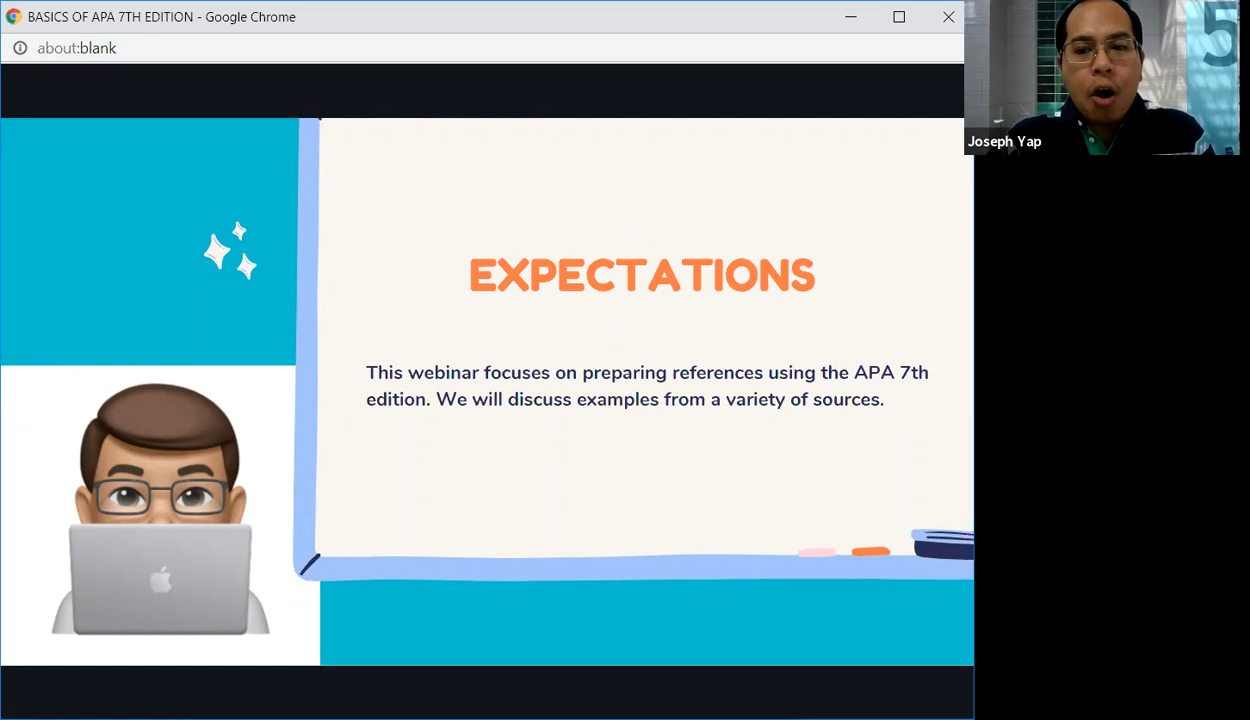 BASICS OF APA 7TH EDITION - Google Chrome
about:blank
5
Joseph Yap
EXPECTATIONS
This webinar focuses on preparing references using the APA 7th
edition. We will discuss examples from a variety of sources.